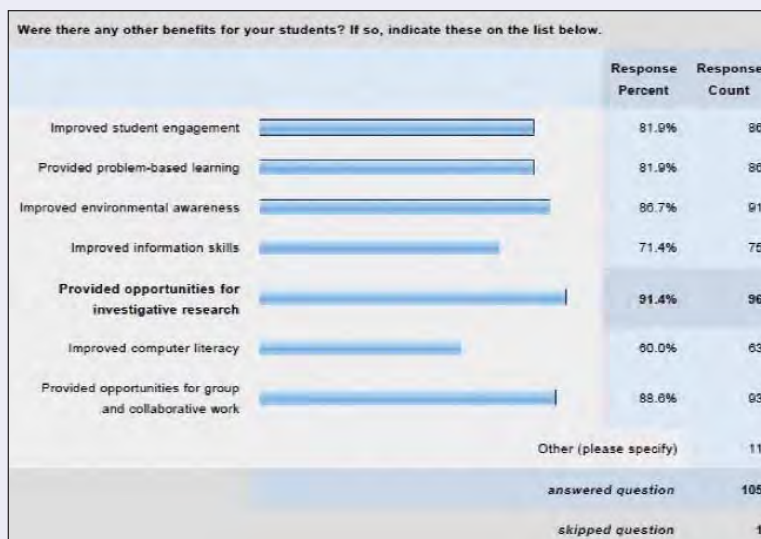 Were there any other benefits for your students? If so, indicate these on the list below.
Response Percent Response Count
Improved student engagement 81.9% 86
Provided problem-based learning 81.9% 86
Improved environmental awareness 86.7% 91
Improved information skills 71.4% 75
Provided opportunities for
investigative research 91.4% 96
Improved computer literacy 60.0% 63
Provided opportunities for group
and collaborative work 88.6% 93
Other (please specify) 11
answered question 105
skipped question 1